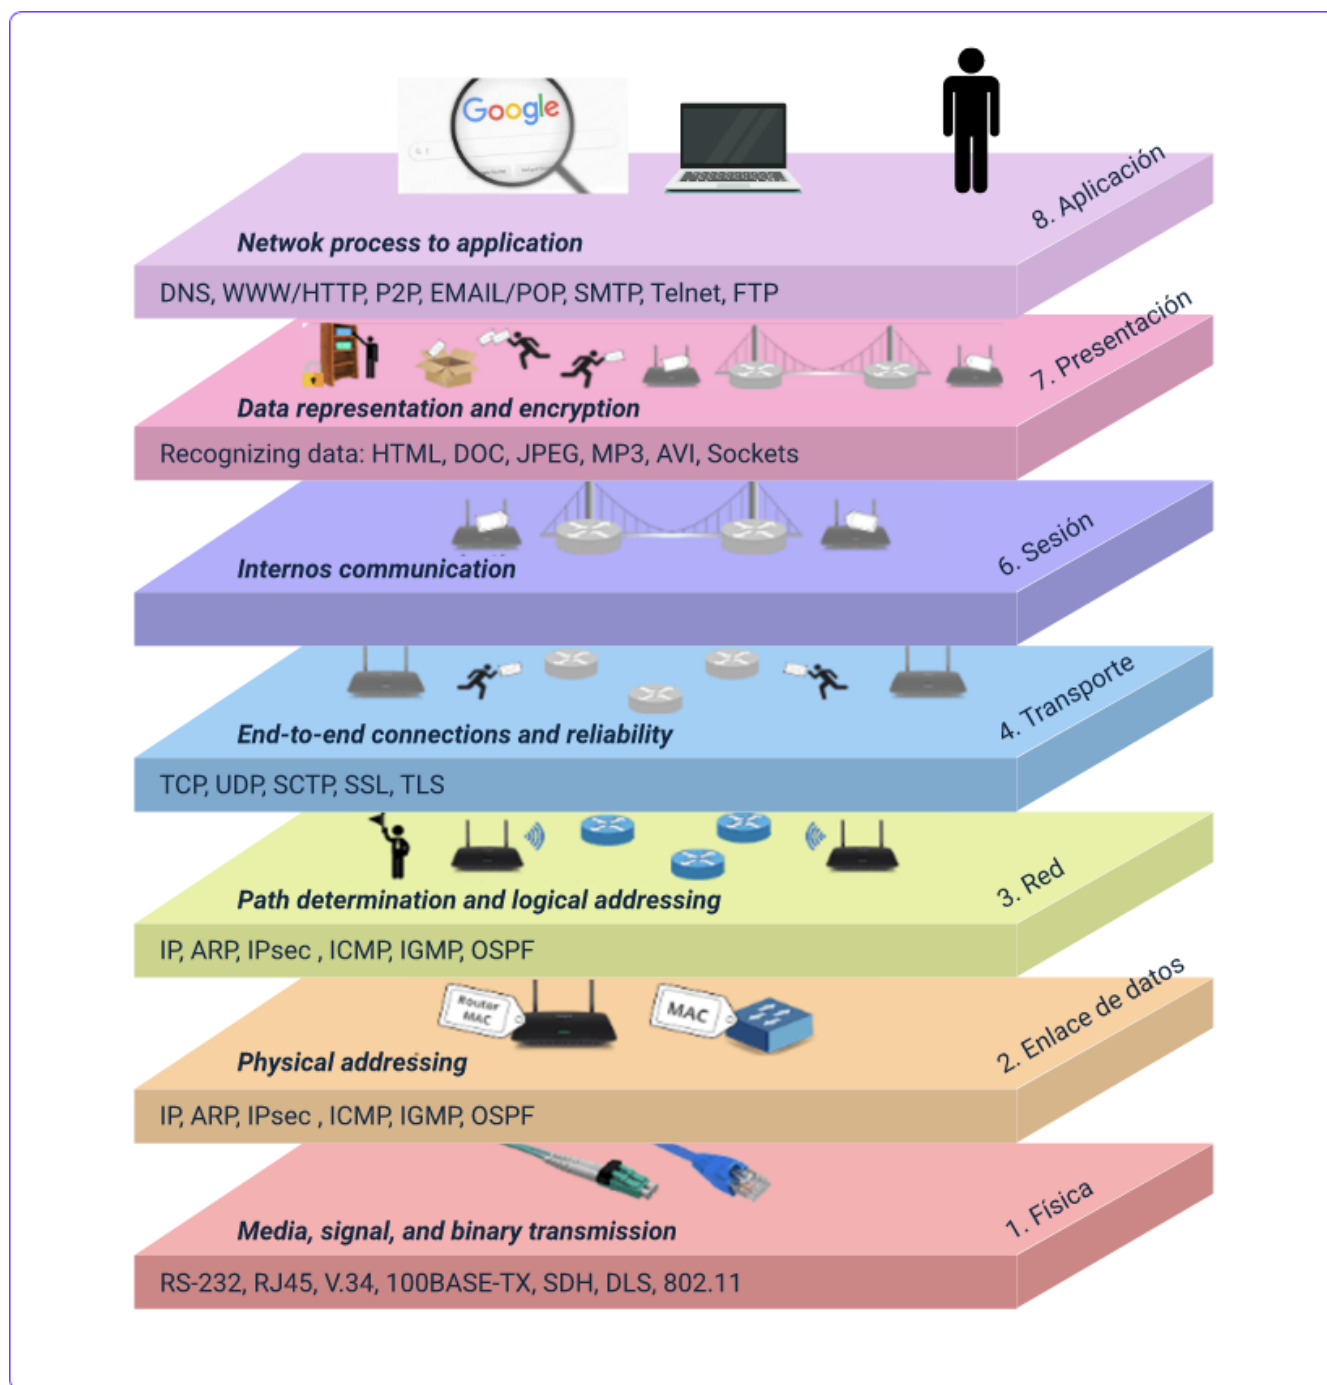 Google
8. Aplicación
Netwok process to application
DNS, WWW/HTTP, P2P, EMAIL/POP, SMTP, Telnet, FTP
7. Presentación
Data representation and encryption
Recognizing data: HTML, DOC, JPEG, MP3, AVI, Sockets
6. Sesión
Internos communication
4. Transporte
End-to-end connections and reliability
TCP, UDP, SCTP, SSL, TLS
3. Red
Path determination and logical addressing
IP, ARP, IPsec , ICMP, IGMP, OSPF
Router
MAC
MAC
2. Enlace de datos
Physical addressing
IP, ARP, IPsec , ICMP, IGMP, OSPF
1. Física
Media, signal, and binary transmission
RS-232, RJ45, V.34, 100BASE-TX, SDH, DLS, 802.11